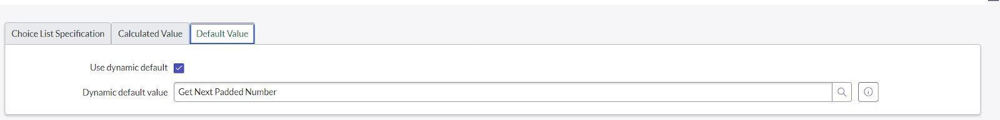 Choice List Specification Calculated Value Default Value
Use dynamic default
Dynamic default value Get Next Padded Number